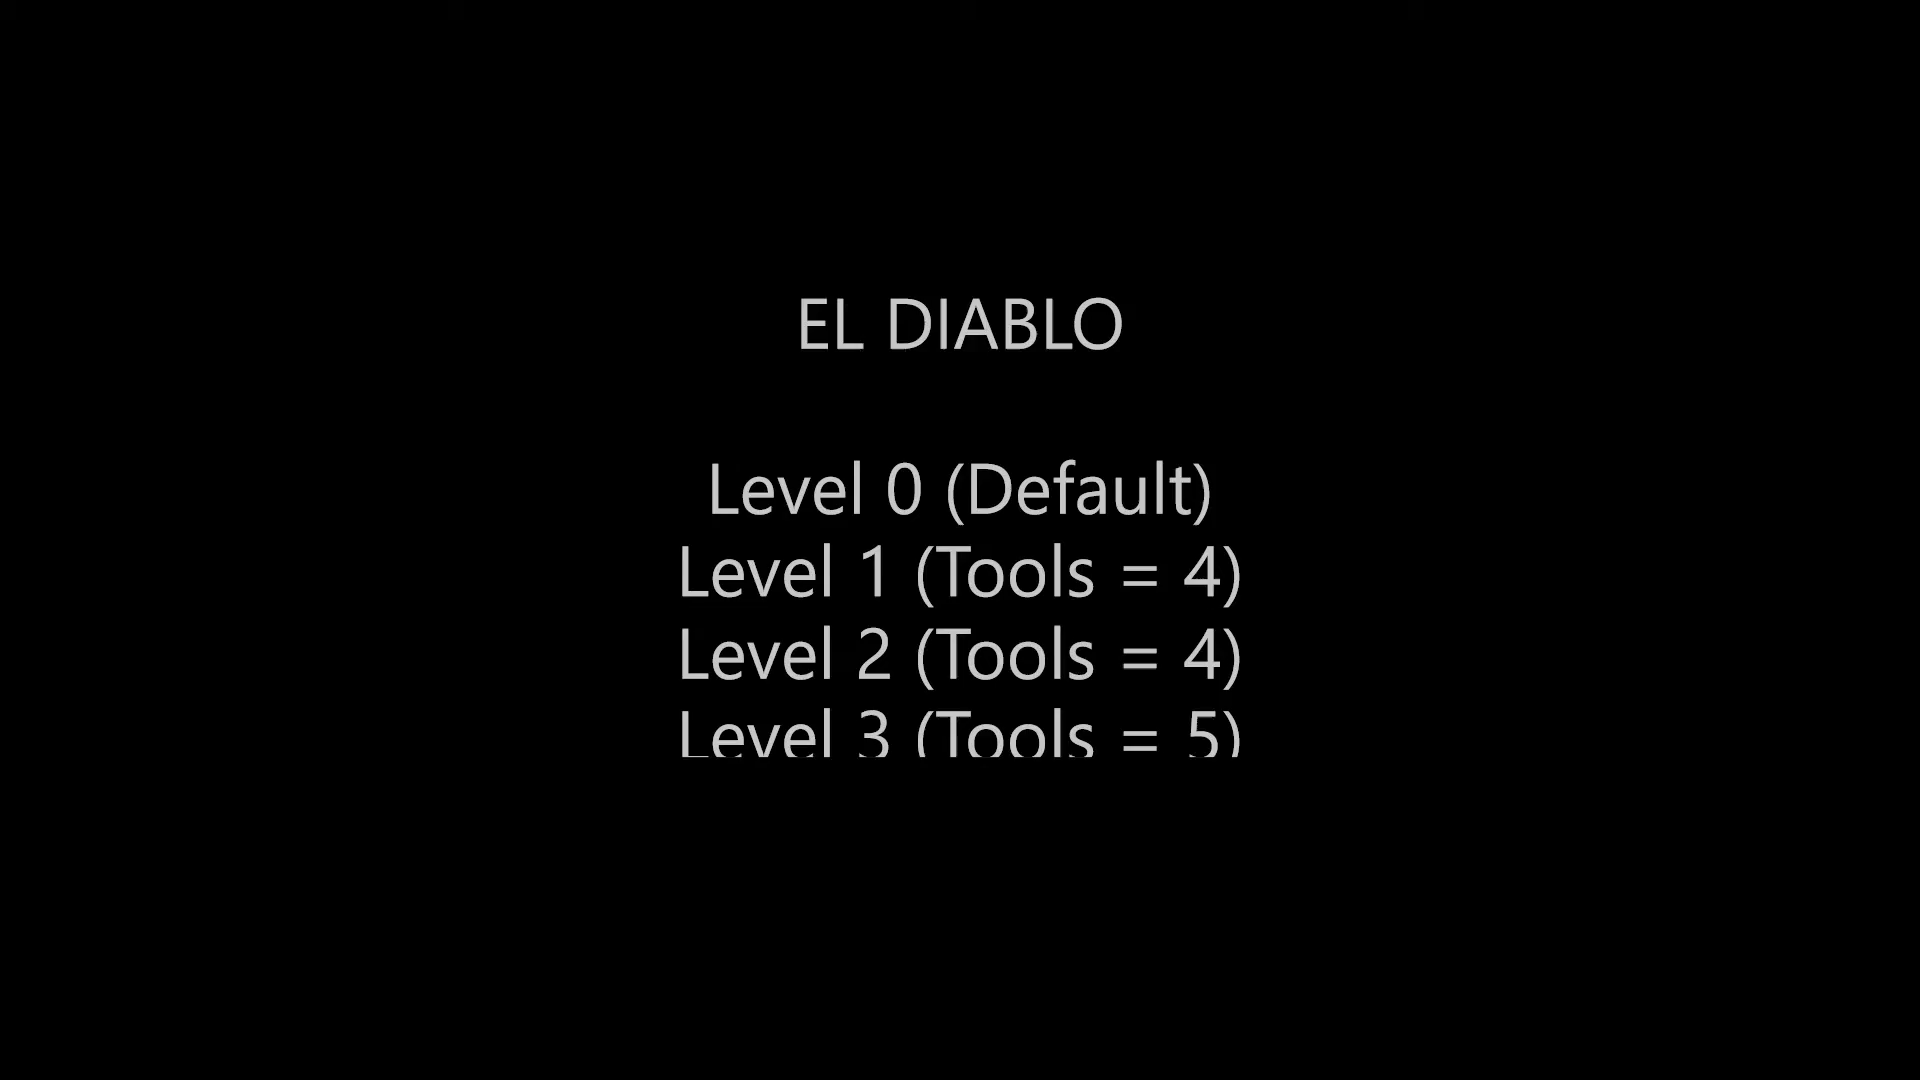 EL DIABLO
Level 0 (Default)
Level 1 (Tools = 4)
Level 2 (Tools = 4)
Level 3 (Tools = 5)